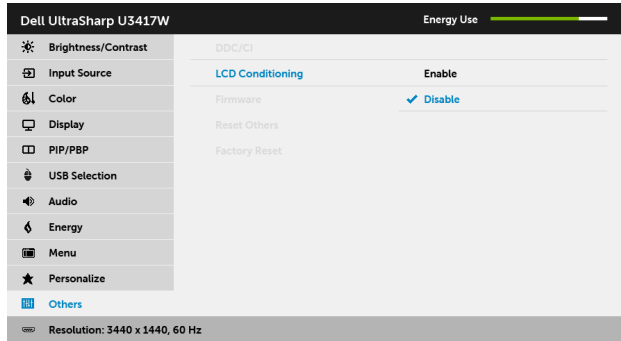 Dell UltraSharp U3417W
Energy Use
Brightness/Contrast
DDC/CI
Input Source
LCD Conditioning
Enable
Color
Firmware
Disable
Display
Reset Others
PIP/PBP
Factory Reset
USB Selection
Audio
Energy
Menu
Personalize
Others
Resolution: 3440 x 1440, 60 Hz